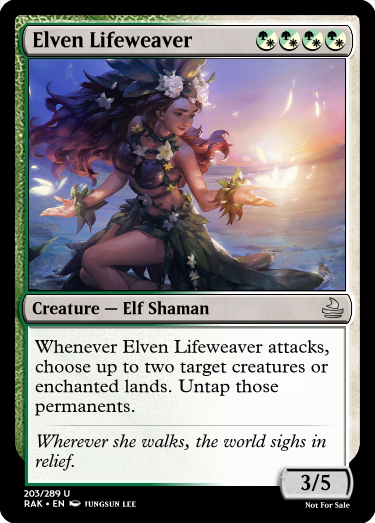 Elven Lifeweaver
Creature — Elf Shaman
Whenever Elven Lifeweaver attacks,
choose up to two target creatures or
enchanted lands. Untap those
permanents.
Wherever she walks, the world sighs in
relief.
3/5
203/289 U
RAK • EN JUNGSUN LEE
Not For Sale